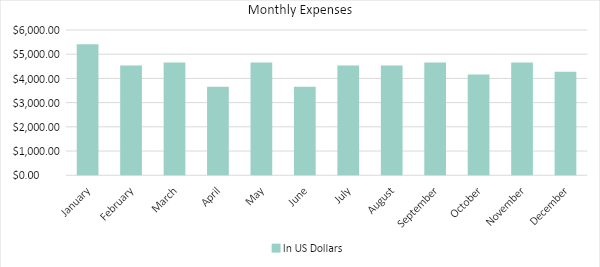 Monthly Expenses
$6,000.00
$5,000.00
$4,000.00
$3,000.00
$2,000.00
$1,000.00
$0.00
January
February
March
April
May
June
July
August
September
October
November
December
In US Dollars